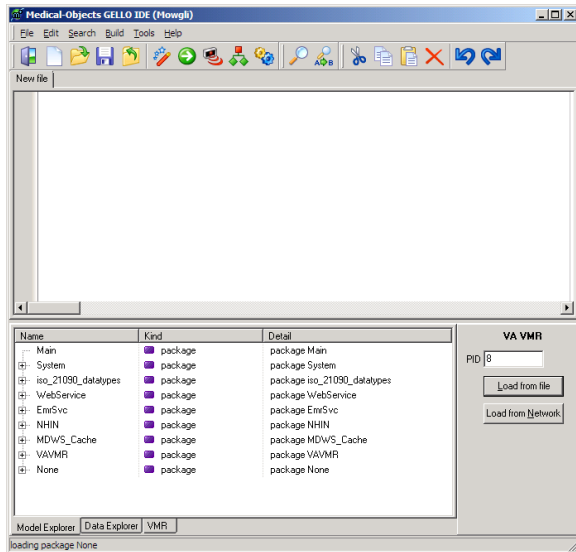 Medical-Objects GELLO IDE (Mowgli)
File Edit Search Build Tools Help
New file
Name Kind Detail
Main package package Main
System package package System
iso_21090_datatypes package package iso_21090_datatypes
WebService package package WebService
EmrSvc package package EmrSvc
NHIN package package NHIN
MDWS_Cache package package MDWS_Cache
VAVMR package package VAVMR
None package package None
VA VMR
PID 8
Load from file
Load from Network
Model Explorer Data Explorer VMR
loading package None